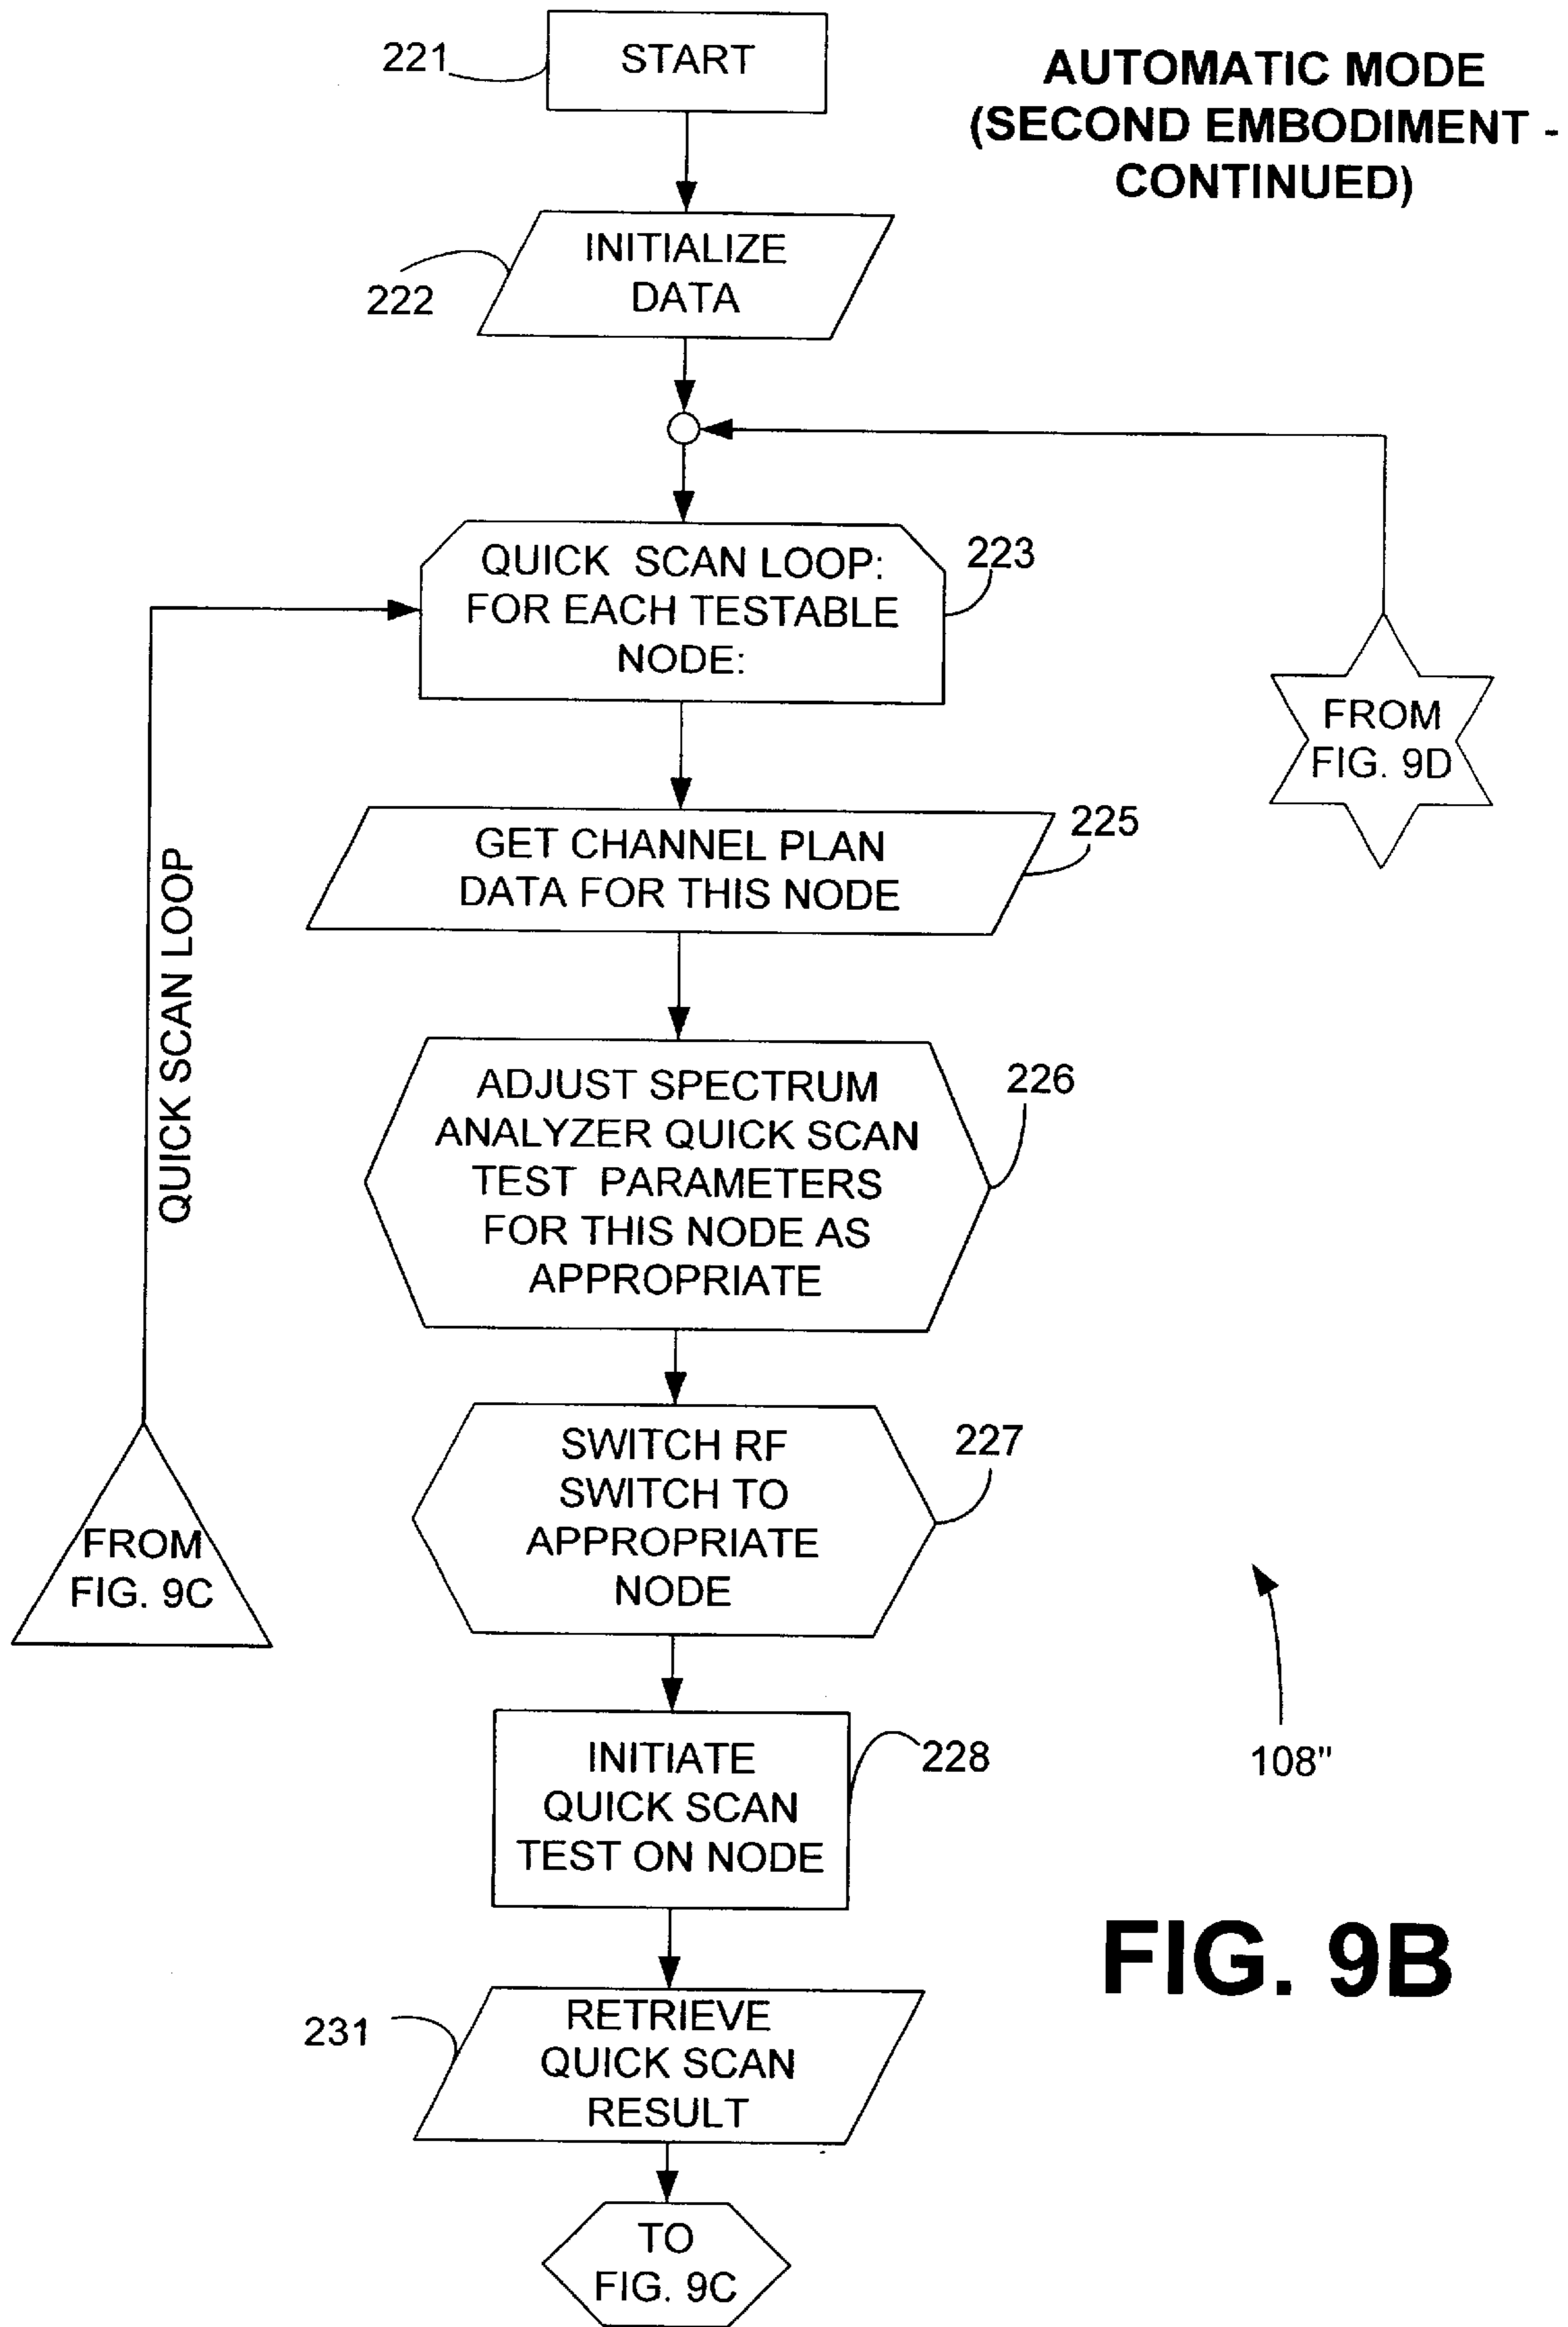 221
START
AUTOMATIC MODE
(SECOND EMBODIMENT -
CONTINUED)
222
INITIALIZE
DATA
QUICK SCAN LOOP:
FOR EACH TESTABLE
NODE:
223
FROM
FIG. 9D
GET CHANNEL PLAN
DATA FOR THIS NODE
225
QUICK SCAN LOOP
ADJUST SPECTRUM
ANALYZER QUICK SCAN
TEST PARAMETERS
FOR THIS NODE AS
APPROPRIATE
226
SWITCH RF
SWITCH TO
APPROPRIATE
NODE
227
FROM
FIG. 9C
INITIATE
QUICK SCAN
TEST ON NODE
228
108"
FIG. 9B
231
RETRIEVE
QUICK SCAN
RESULT
TO
FIG. 9C